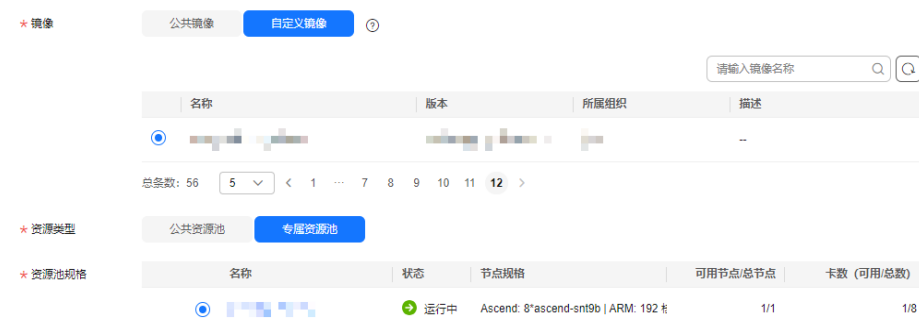 * 镜像 公共镜像 自定义镜像 ?
请输入镜像名称
名称 版本 所属组织 描述
--
总条数: 56 5 < 1 ... 7 8 9 10 11 12 >
* 资源类型 公共资源池 专属资源池
* 资源池规格 名称 状态 节点规格 可用节点/总节点 卡数 (可用/总数)
运行中 Ascend: 8*ascend-snt9b | ARM: 192 1/1 1/8